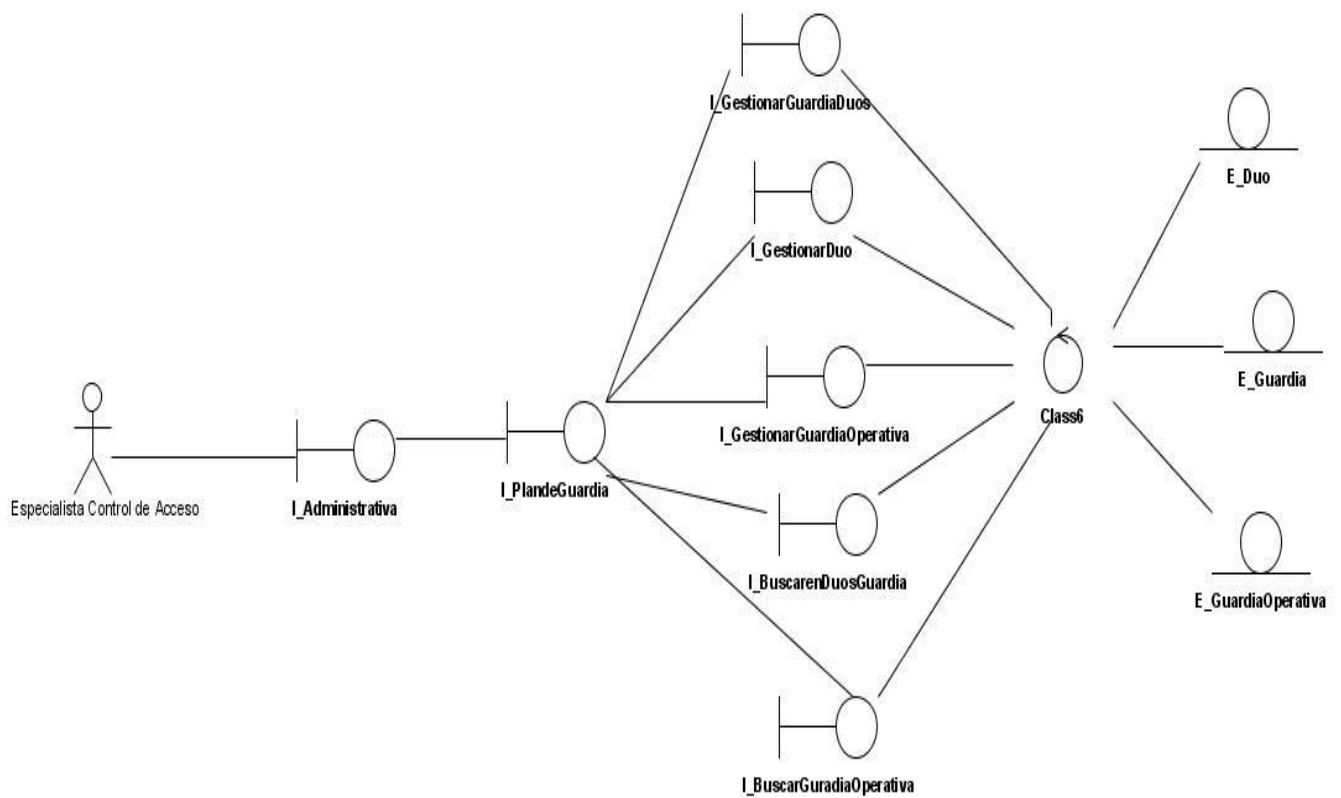 I_GestionarGuardiaDuos
E_Duo
I_GestionarDuo
E_Guardia
Class6
I_GestionarGuardiaOperativa
I_PlandeGuardia
Especialista Control de Acceso
I_Administrativa
I_BuscarenDuosGuardia
E_GuardiaOperativa
I_BuscarGuradiaOperativa